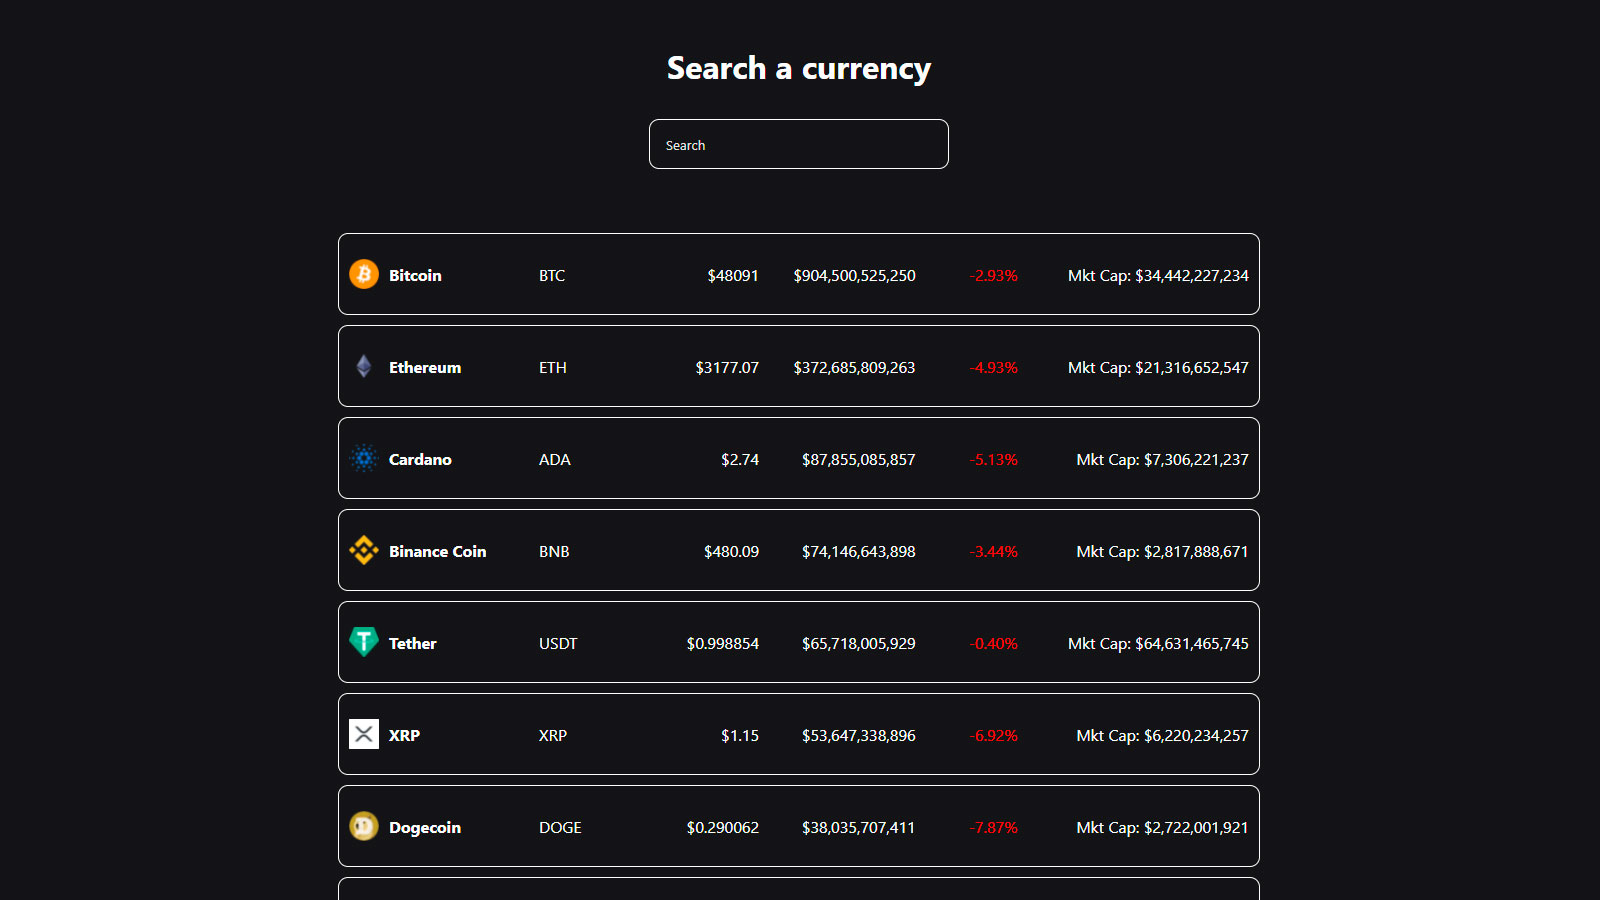 Search a currency
Search
Bitcoin BTC $48091 $904,500,525,250 -2.93% Mkt Cap: $34,442,227,234
Ethereum ETH $3177.07 $372,685,809,263 -4.93% Mkt Cap: $21,316,652,547
Cardano ADA $2.74 $87,855,085,857 -5.13% Mkt Cap: $7,306,221,237
Binance Coin BNB $480.09 $74,146,643,898 -3.44% Mkt Cap: $2,817,888,671
Tether USDT $0.998854 $65,718,005,929 -0.40% Mkt Cap: $64,631,465,745
XRP XRP $1.15 $53,647,338,896 -6.92% Mkt Cap: $6,220,234,257
Dogecoin DOGE $0.290062 $38,035,707,411 -7.87% Mkt Cap: $2,722,001,921